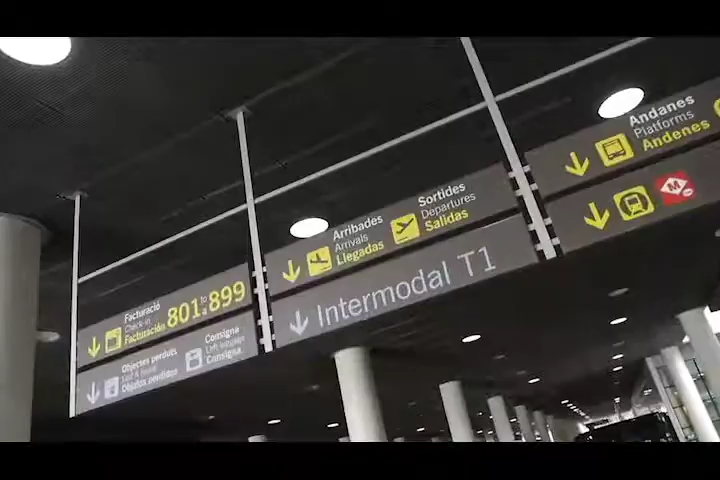 Facturació
Check-in
Facturación
801 to a 899
Objectes perduts
Lost & found
Objetos perdidos
Consigna
Left luggage
Consigna
Arribades
Arrivals
Llegadas
Sortides
Departures
Salidas
Intermodal T1
Andanes
Platforms
Andenes
M